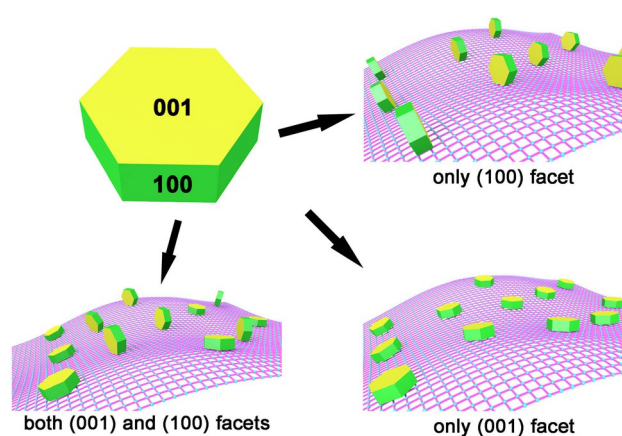 001
100
only (100) facet
both (001) and (100) facets
only (001) facet